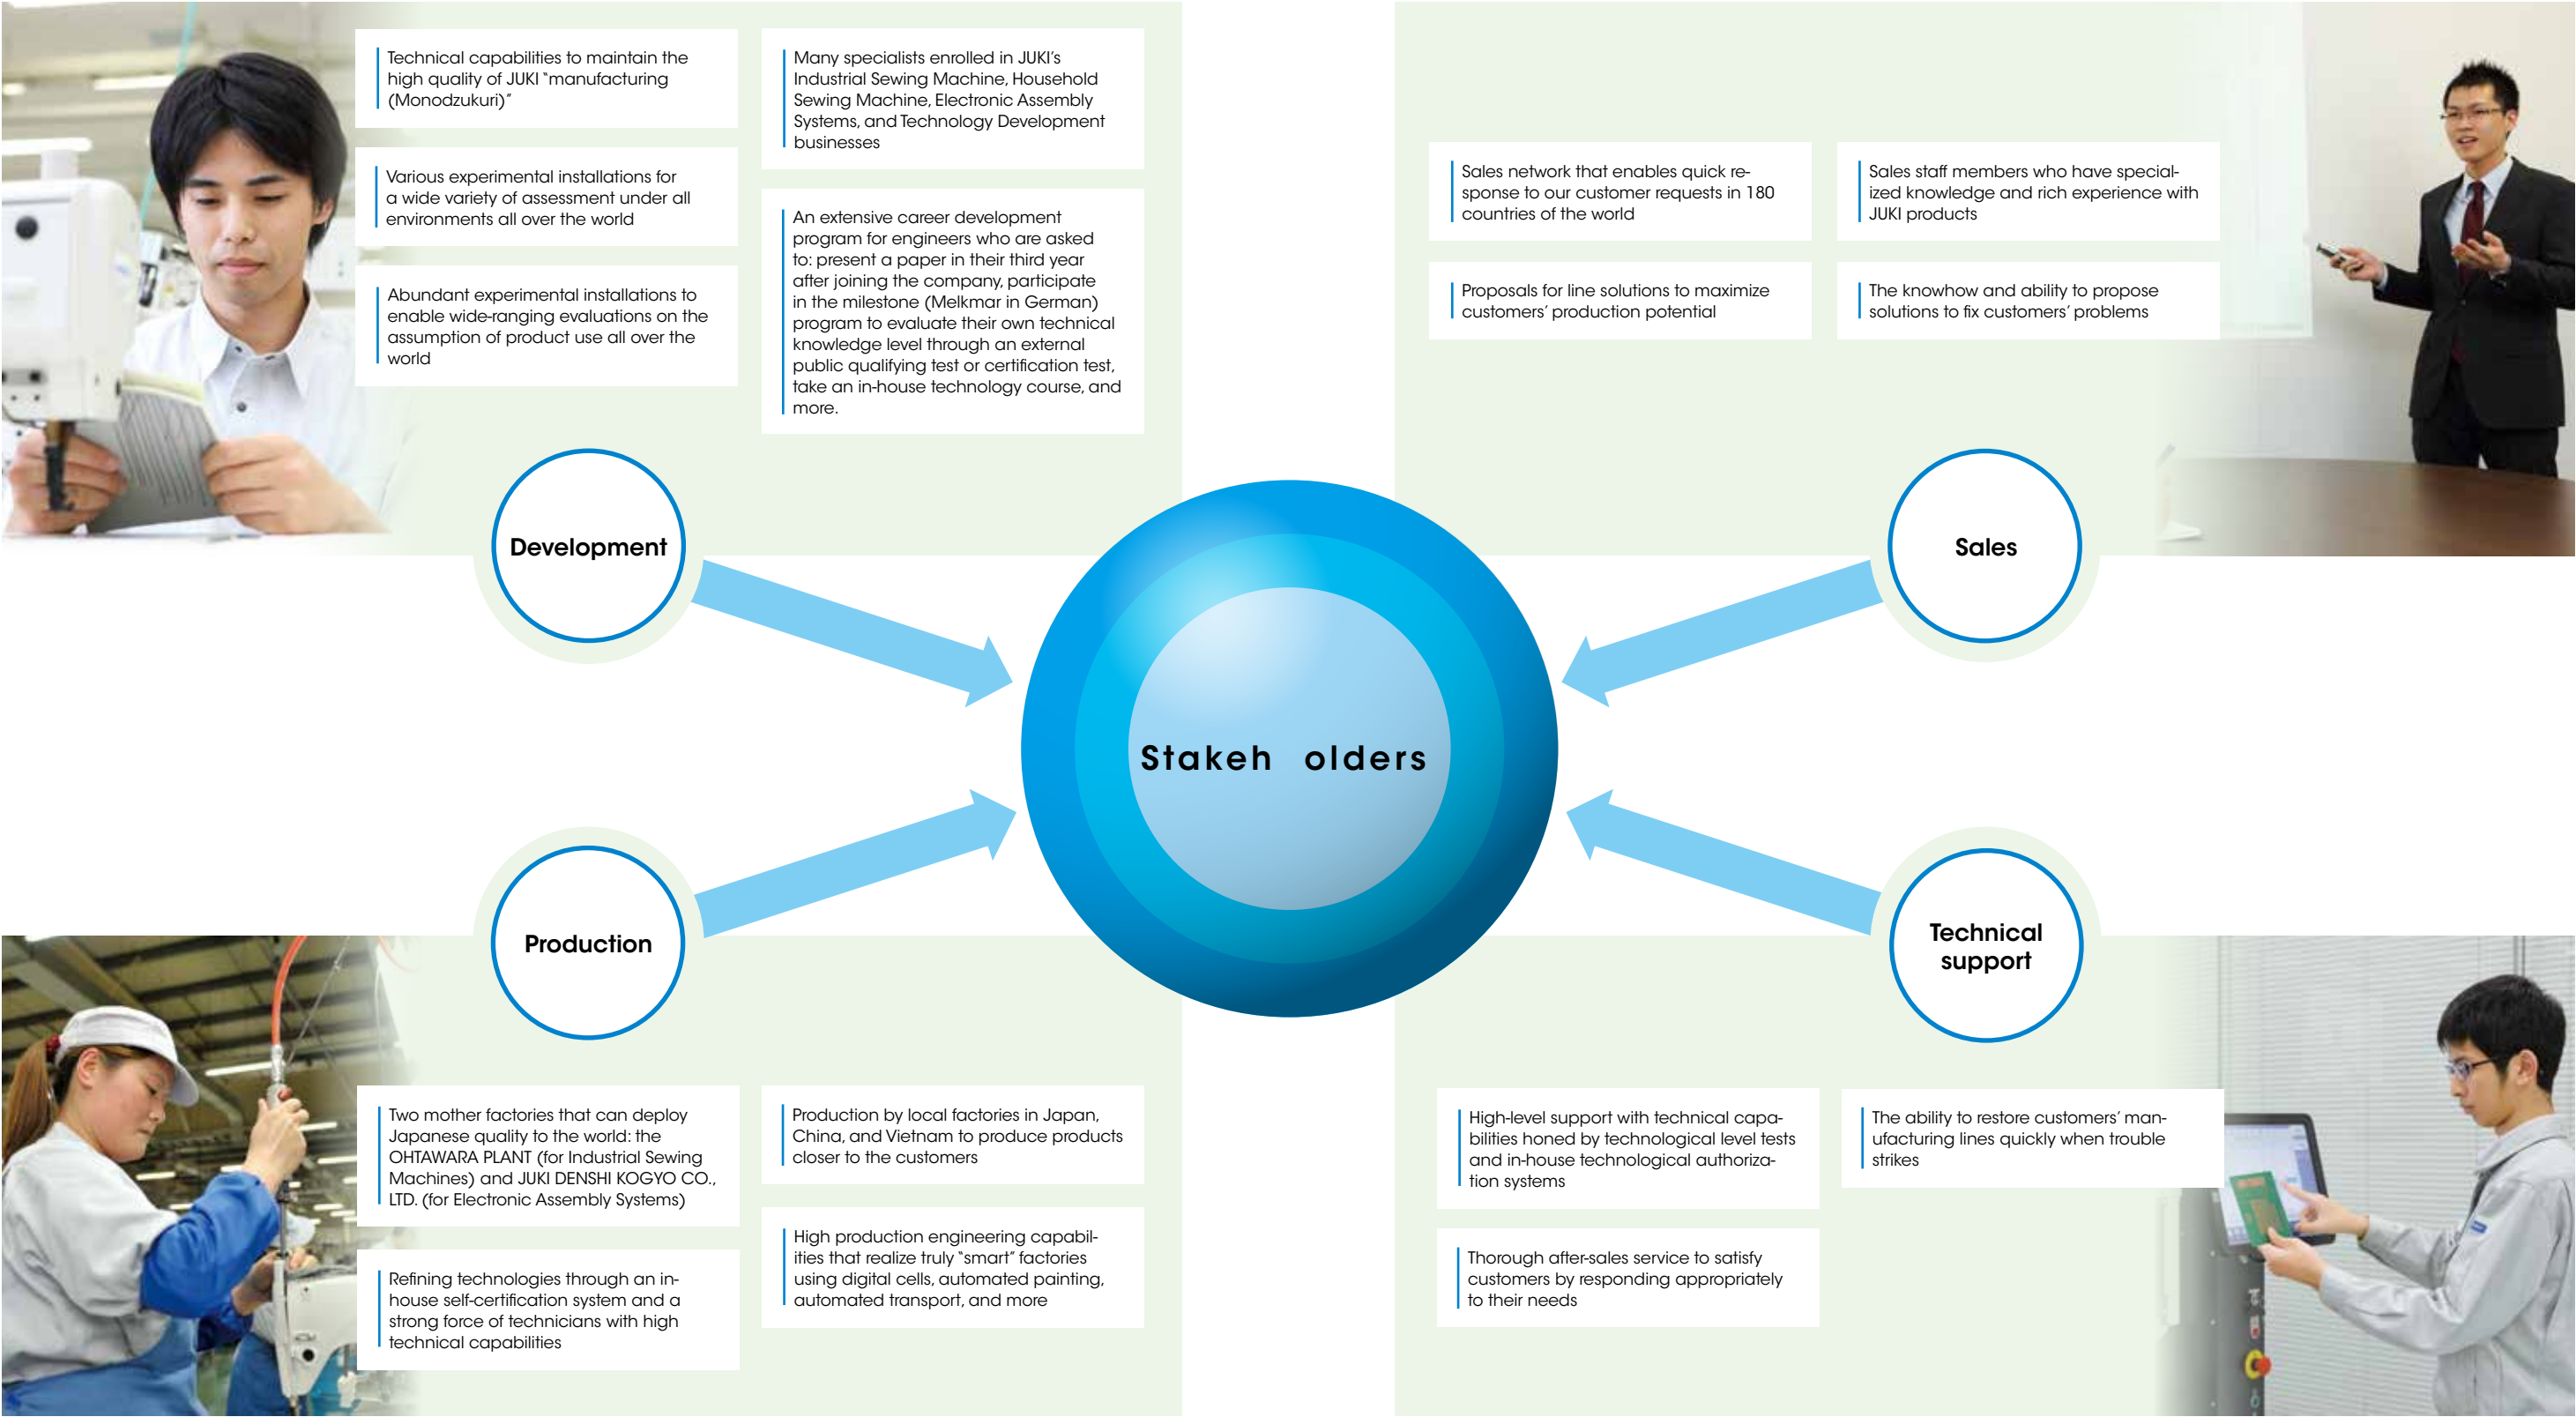 Technical capabilities to maintain the
high quality of JUKI “manufacturing
(Monodzukuri)”
Various experimental installations for
a wide variety of assessment under all
environments all over the world
Abundant experimental installations to
enable wide-ranging evaluations on the
assumption of product use all over the
world
Many specialists enrolled in JUKI’s
Industrial Sewing Machine, Household
Sewing Machine, Electronic Assembly
Systems, and Technology Development
businesses
An extensive career development
program for engineers who are asked
to: present a paper in their third year
after joining the company, participate
in the milestone (Melkmar in German)
program to evaluate their own technical
knowledge level through an external
public qualifying test or certification test,
take an in-house technology course, and
more.
Development
Sales network that enables quick re-
sponse to our customer requests in 180
countries of the world
Sales staff members who have special-
ized knowledge and rich experience with
JUKI products
Proposals for line solutions to maximize
customers’ production potential
The knowhow and ability to propose
solutions to fix customers’ problems
Sales
Stakeh olders
Production
Two mother factories that can deploy
Japanese quality to the world: the
OHTAWARA PLANT (for Industrial Sewing
Machines) and JUKI DENSHI KOGYO CO.,
LTD. (for Electronic Assembly Systems)
Refining technologies through an in-
house self-certification system and a
strong force of technicians with high
technical capabilities
Production by local factories in Japan,
China, and Vietnam to produce products
closer to the customers
High production engineering capabil-
ities that realize truly “smart” factories
using digital cells, automated painting,
automated transport, and more
Technical
support
High-level support with technical capa-
bilities honed by technological level tests
and in-house technological authoriza-
tion systems
Thorough after-sales service to satisfy
customers by responding appropriately
to their needs
The ability to restore customers’ man-
ufacturing lines quickly when trouble
strikes